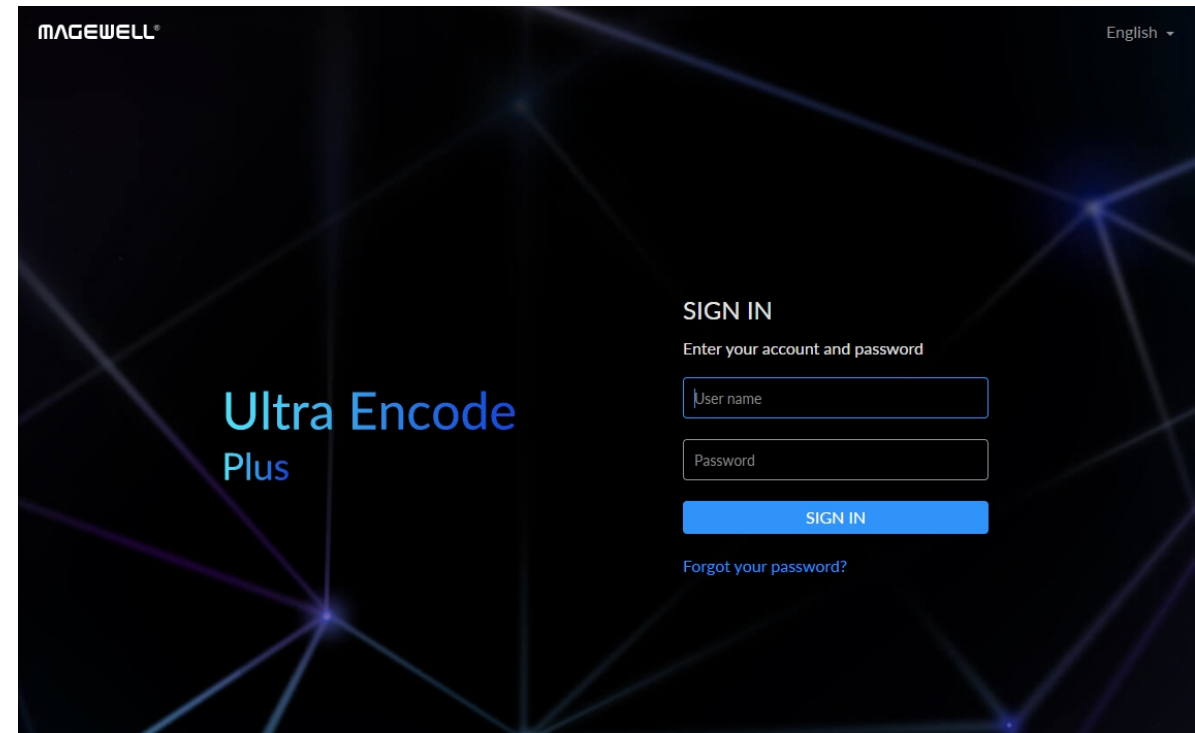 MAGEWELL®
English
SIGN IN
Enter your account and password
User name
Ultra Encode
Plus
Password
SIGN IN
Forgot your password?